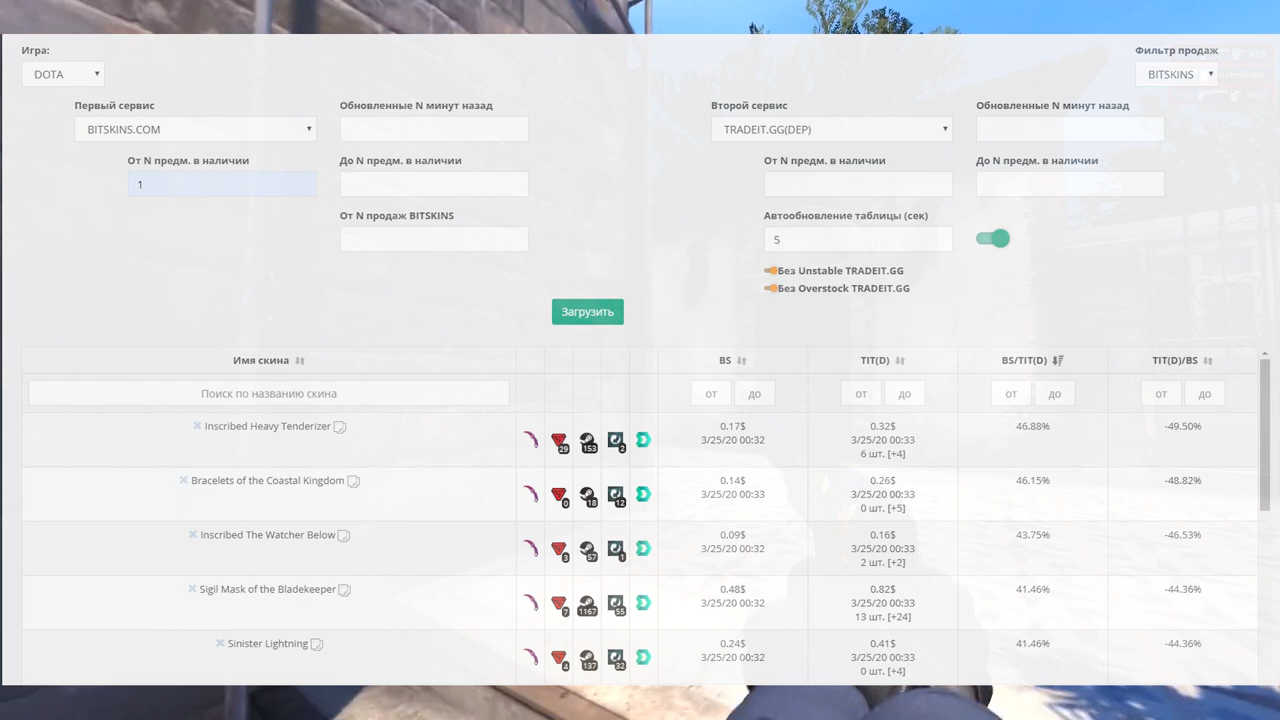 Игра:
DOTA
Фильтр продаж
BITSKINS
Первый сервис
Обновленные N минут назад
Второй сервис
Обновленные N минут назад
BITSKINS.COM
TRADEIT.GG(DEP)
От N предм. в наличии
До N предм. в наличии
От N предм. в наличии
До N предм. в наличии
1
От N продаж BITSKINS
Автообновление таблицы (сек)
5
Без Unstable TRADEIT.GG
Без Overstock TRADEIT.GG
Загрузить
Имя скина BS TIT(D) BS/TIT(D) TIT(D)/BS
Поиск по названию скина от до от до от до от до
Inscribed Heavy Tenderizer 29 153 2 0.17$ 0.32$ 46.88% -49.50%
3/25/20 00:32 3/25/20 00:33
6 шт. [+4]
Bracelets of the Coastal Kingdom 0 18 12 0.14$ 0.26$ 46.15% -48.82%
3/25/20 00:33 3/25/20 00:33
0 шт. [+5]
Inscribed The Watcher Below 3 57 1 0.09$ 0.16$ 43.75% -46.53%
3/25/20 00:32 3/25/20 00:33
2 шт. [+2]
Sigil Mask of the Bladekeeper 7 1167 55 0.48$ 0.82$ 41.46% -44.36%
3/25/20 00:32 3/25/20 00:33
13 шт. [+24]
Sinister Lightning 4 137 32 0.24$ 0.41$ 41.46% -44.36%
3/25/20 00:32 3/25/20 00:33
0 шт. [+4]